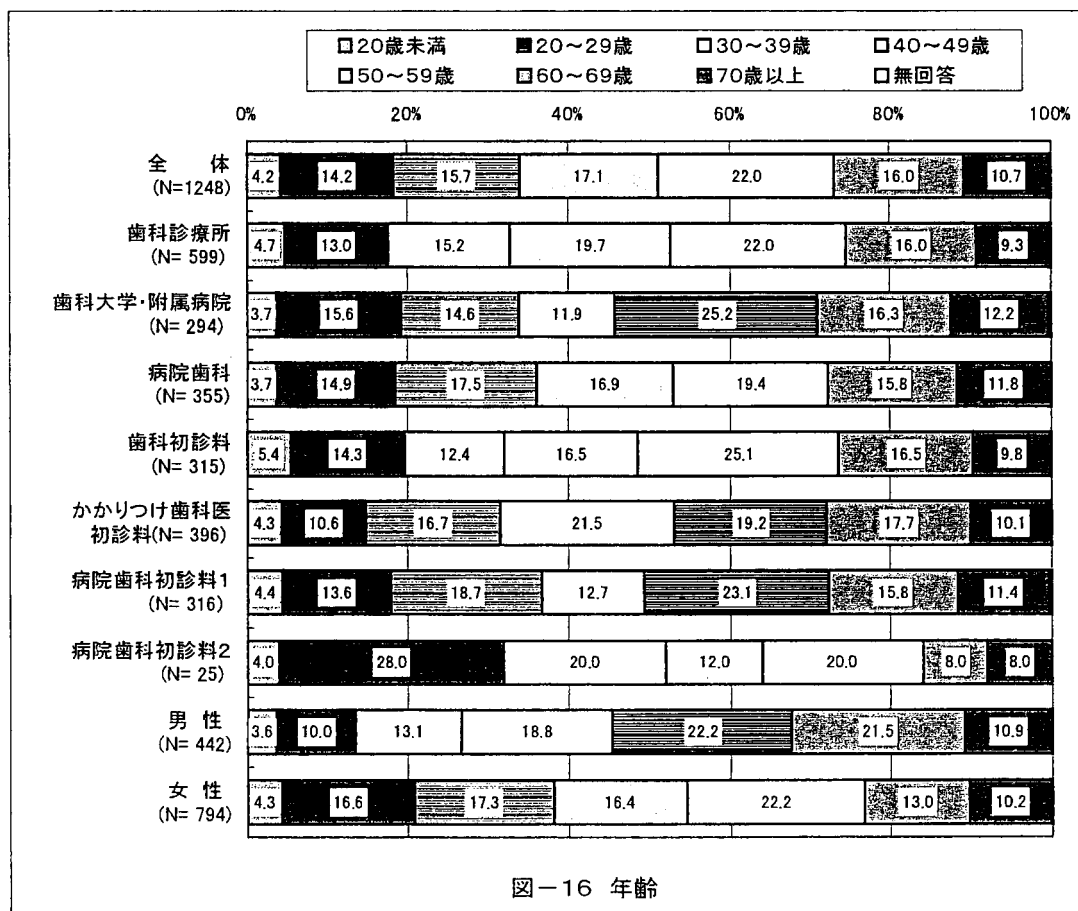 20歳未満 20～29歳 30～39歳 40～49歳
50～59歳 60～69歳 70歳以上 無回答
0% 20% 40% 60% 80% 100%
全 体
(N=1248)
4.2 14.2 15.7 17.1 22.0 16.0 10.7
歯科診療所
(N= 599)
4.7 13.0 15.2 19.7 22.0 16.0 9.3
歯科大学・附属病院
(N= 294)
3.7 15.6 14.6 11.9 25.2 16.3 12.2
病院歯科
(N= 355)
3.7 14.9 17.5 16.9 19.4 15.8 11.8
歯科初診料
(N= 315)
5.4 14.3 12.4 16.5 25.1 16.5 9.8
かかりつけ歯科医
初診料(N= 396)
4.3 10.6 16.7 21.5 19.2 17.7 10.1
病院歯科初診料1
(N= 316)
4.4 13.6 18.7 12.7 23.1 15.8 11.4
病院歯科初診料2
(N= 25)
4.0 28.0 20.0 12.0 20.0 8.0 8.0
男 性
(N= 442)
3.6 10.0 13.1 18.8 22.2 21.5 10.9
女 性
(N= 794)
4.3 16.6 17.3 16.4 22.2 13.0 10.2
図－16 年齢